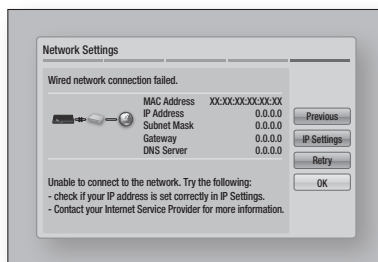 Network Settings
Wired network connection failed.
MAC Address XX:XX:XX:XX:XX:XX
IP Address 0.0.0.0
Subnet Mask 0.0.0.0
Gateway 0.0.0.0
DNS Server 0.0.0.0
Previous
IP Settings
Retry
OK
Unable to connect to the network. Try the following:
- check if your IP address is set correctly in IP Settings.
- Contact your Internet Service Provider for more information.